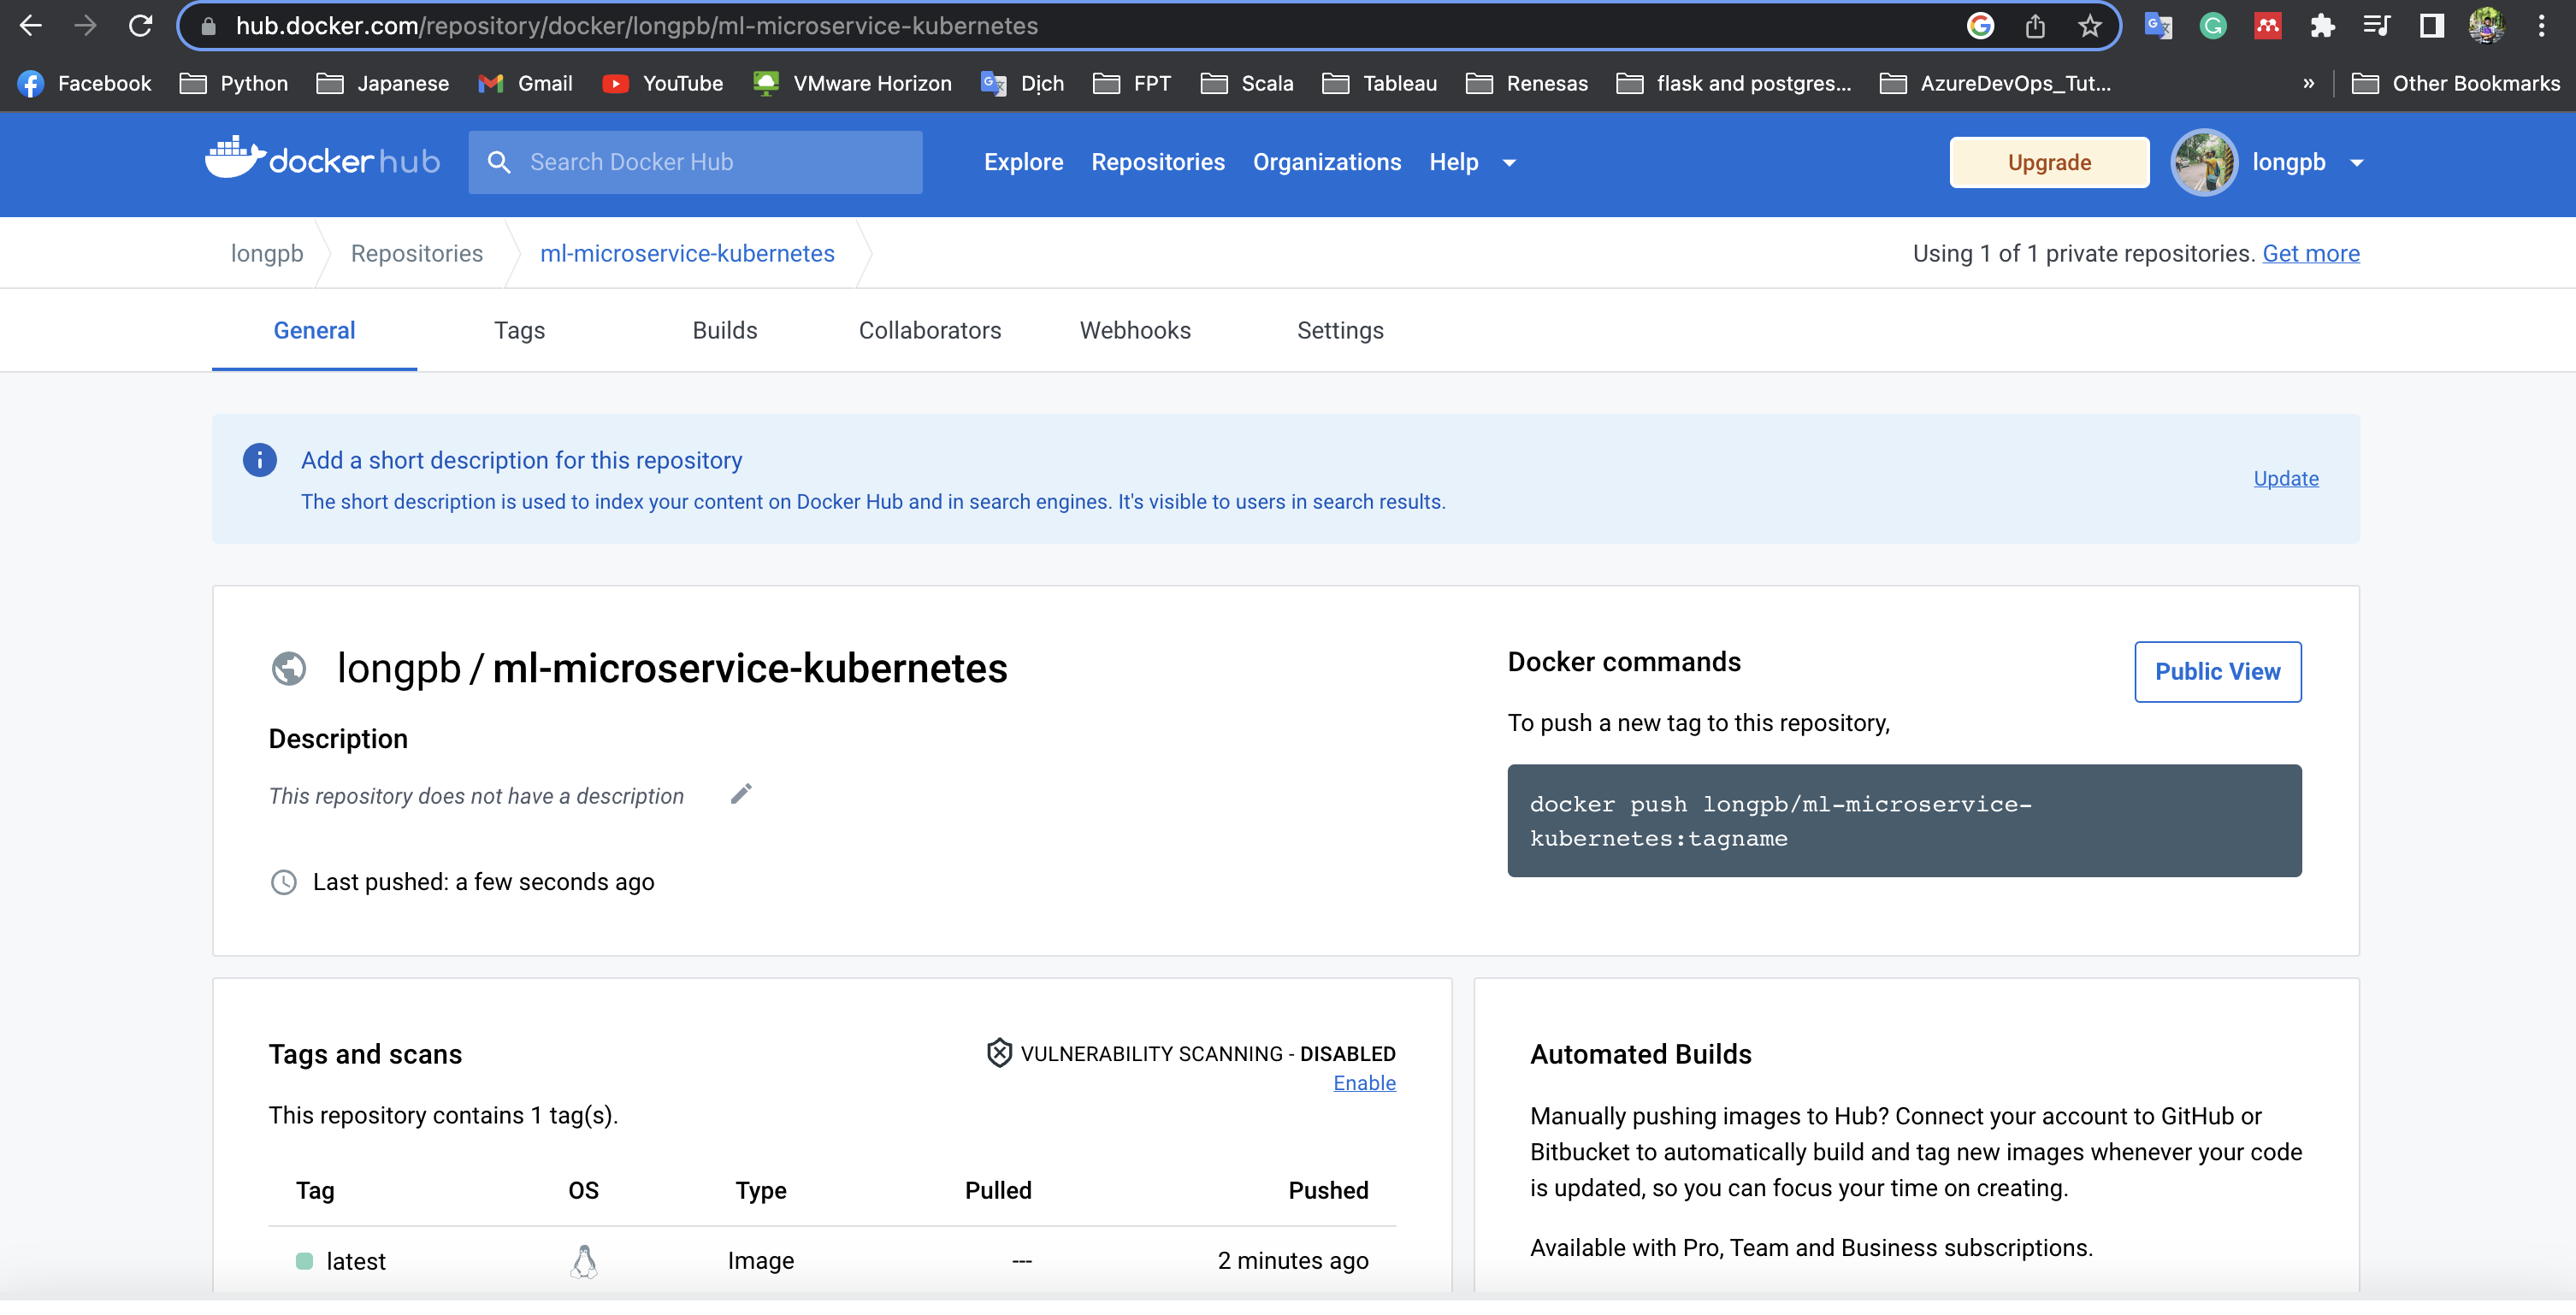 hub.docker.com/repository/docker/longpb/ml-microservice-kubernetes
Facebook Python Japanese Gmail YouTube VMware Horizon Dịch FPT Scala Tableau Renesas flask and postgres... AzureDevOps_Tut... » Other Bookmarks
dockerhub Search Docker Hub Explore Repositories Organizations Help Upgrade longpb
longpb Repositories ml-microservice-kubernetes Using 1 of 1 private repositories. Get more
General Tags Builds Collaborators Webhooks Settings
Add a short description for this repository
The short description is used to index your content on Docker Hub and in search engines. It's visible to users in search results.
Update
longpb / ml-microservice-kubernetes
Description
This repository does not have a description
Last pushed: a few seconds ago
Docker commands
Public View
To push a new tag to this repository,
docker push longpb/ml-microservice-
kubernetes:tagname
Tags and scans
VULNERABILITY SCANNING - DISABLED
Enable
This repository contains 1 tag(s).
Tag OS Type Pulled Pushed
latest Image --- 2 minutes ago
Automated Builds
Manually pushing images to Hub? Connect your account to GitHub or
Bitbucket to automatically build and tag new images whenever your code
is updated, so you can focus your time on creating.
Available with Pro, Team and Business subscriptions.